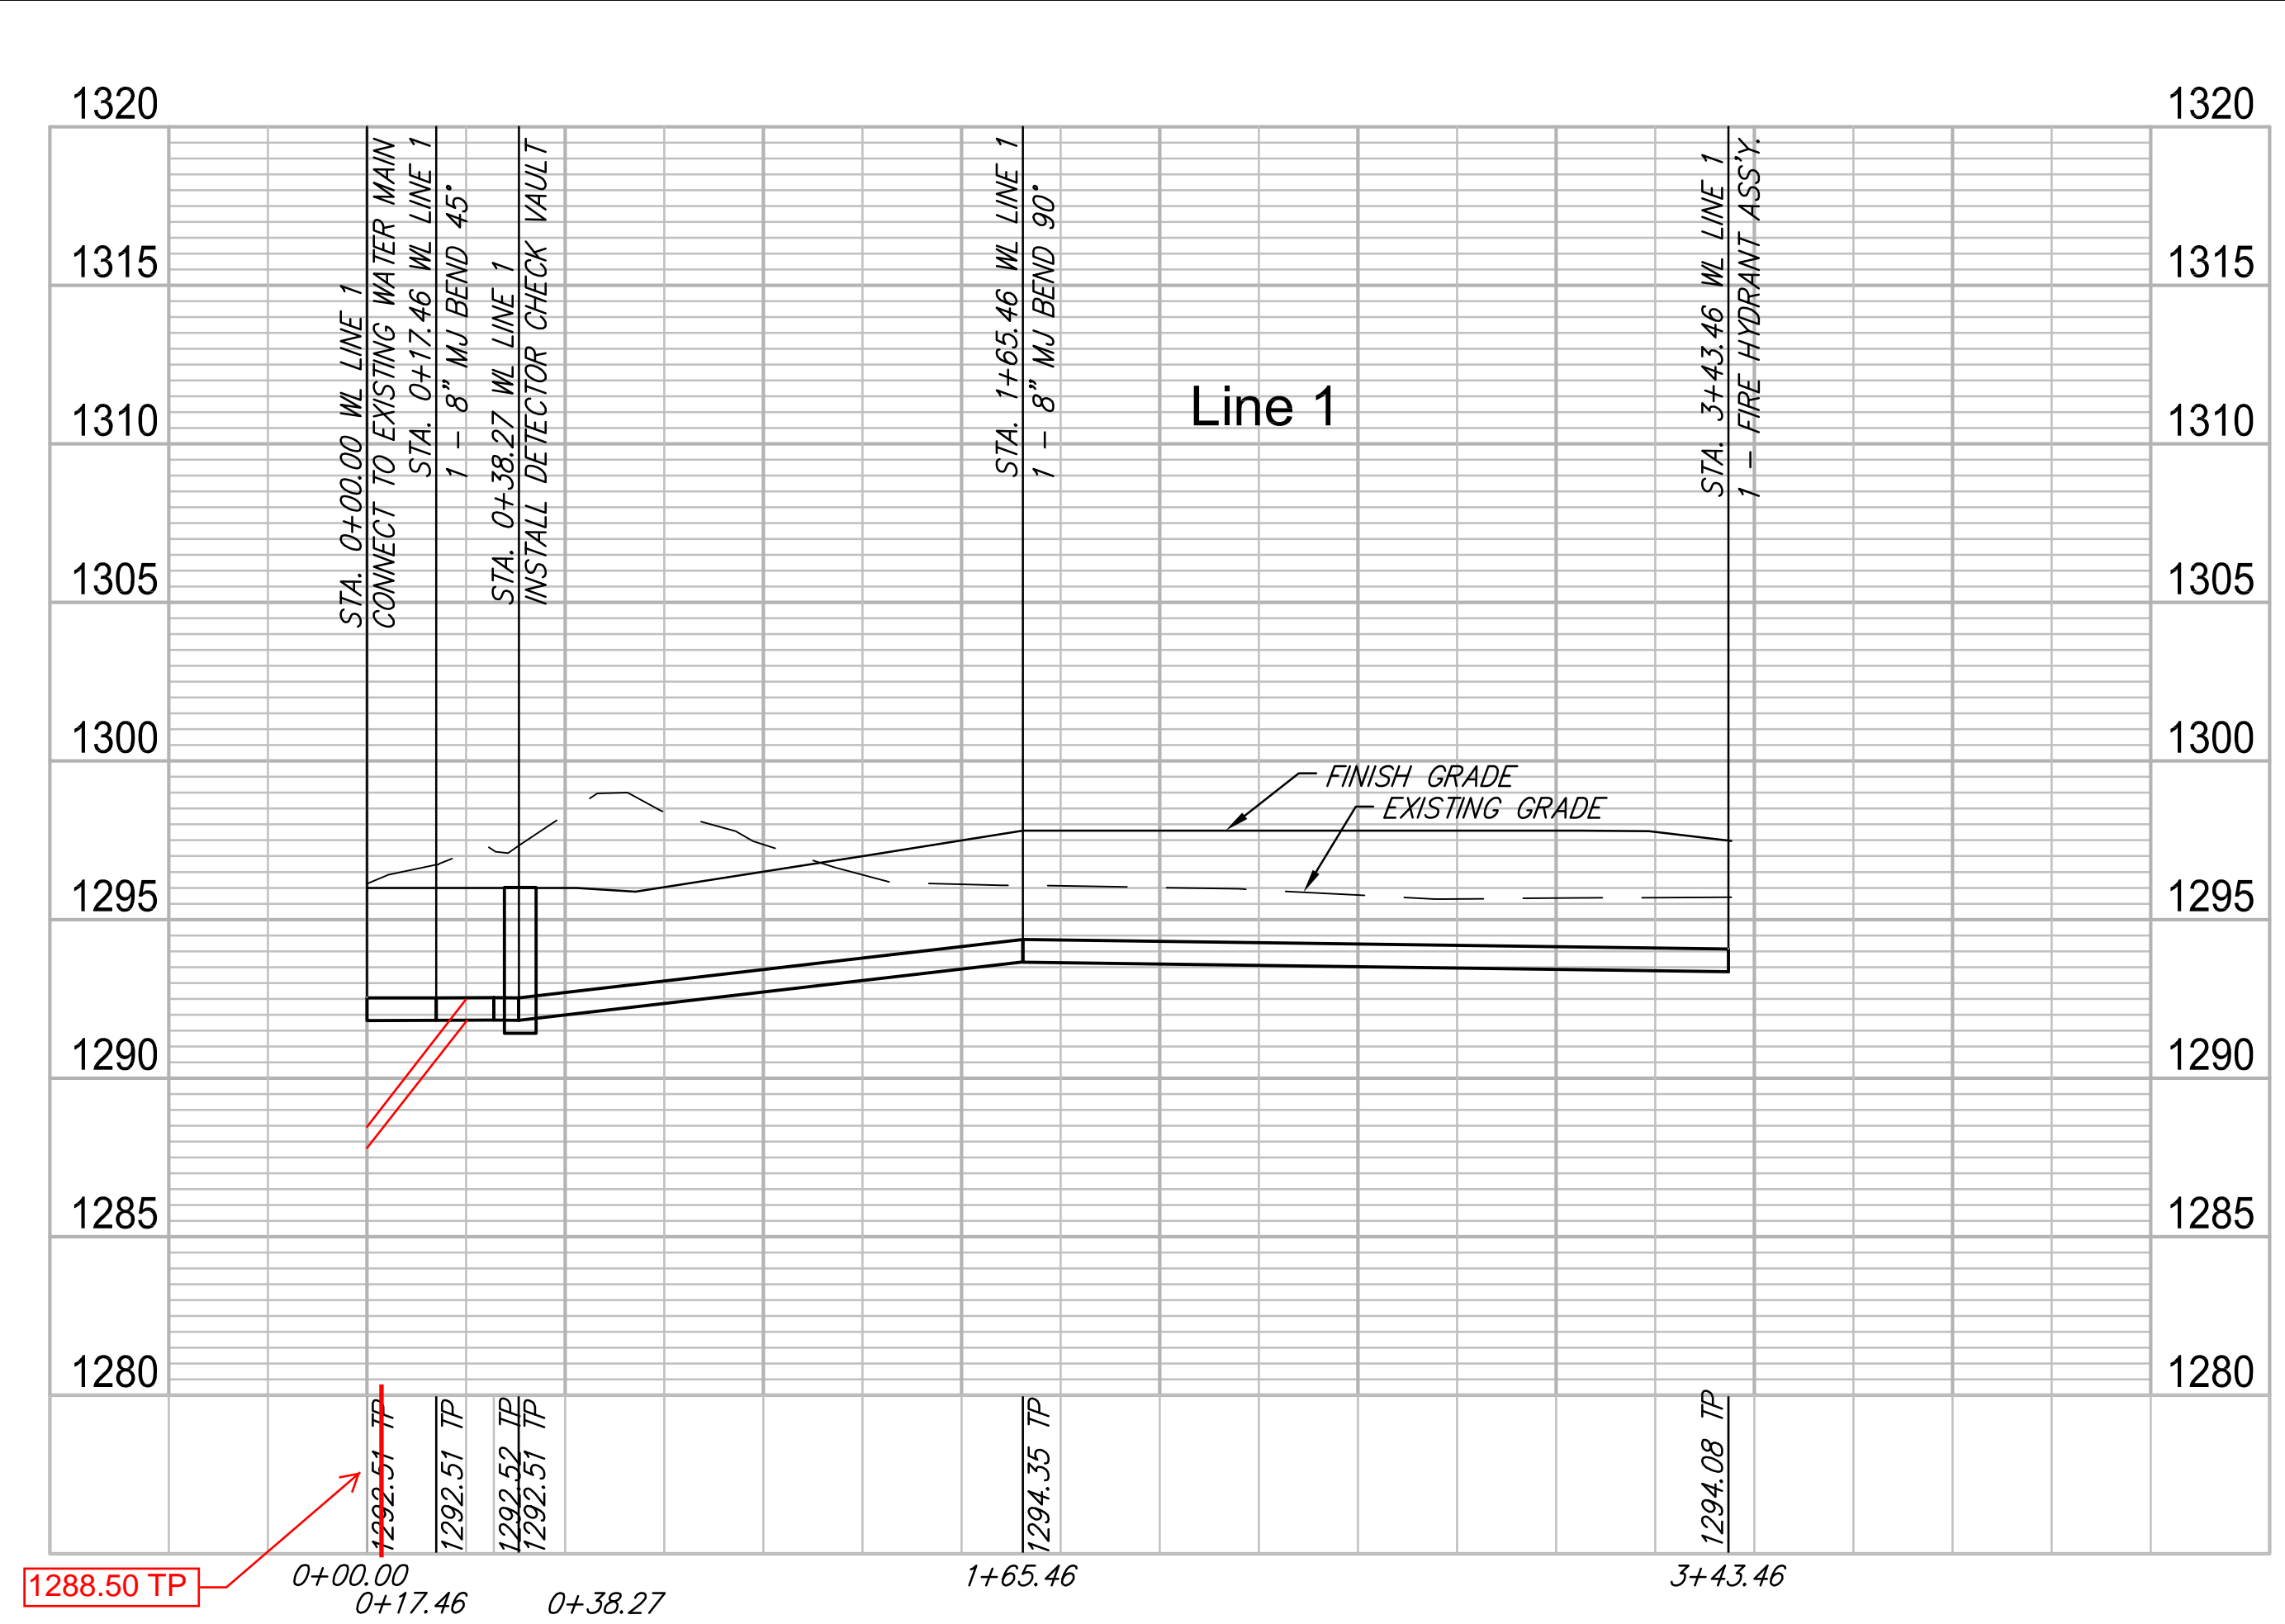 1320
1320
1315
1315
1310
1310
1305
1305
1300
1300
1295
1295
1290
1290
1285
1285
1280
1280
STA. 0+00.00 WL LINE 1
CONNECT TO EXISTING WATER MAIN
STA. 0+17.46 WL LINE 1
1 - 8" MJ BEND 45°
STA. 0+38.27 WL LINE 1
INSTALL DETECTOR CHECK VAULT
STA. 1+65.46 WL LINE 1
1 - 8" MJ BEND 90°
Line 1
STA. 3+43.46 WL LINE 1
1 - FIRE HYDRANT ASS'Y.
FINISH GRADE
EXISTING GRADE
1292.51 TP
1292.51 TP
1292.52 TP
1292.51 TP
1294.35 TP
1294.08 TP
1288.50 TP
0+00.00
0+17.46
0+38.27
1+65.46
3+43.46